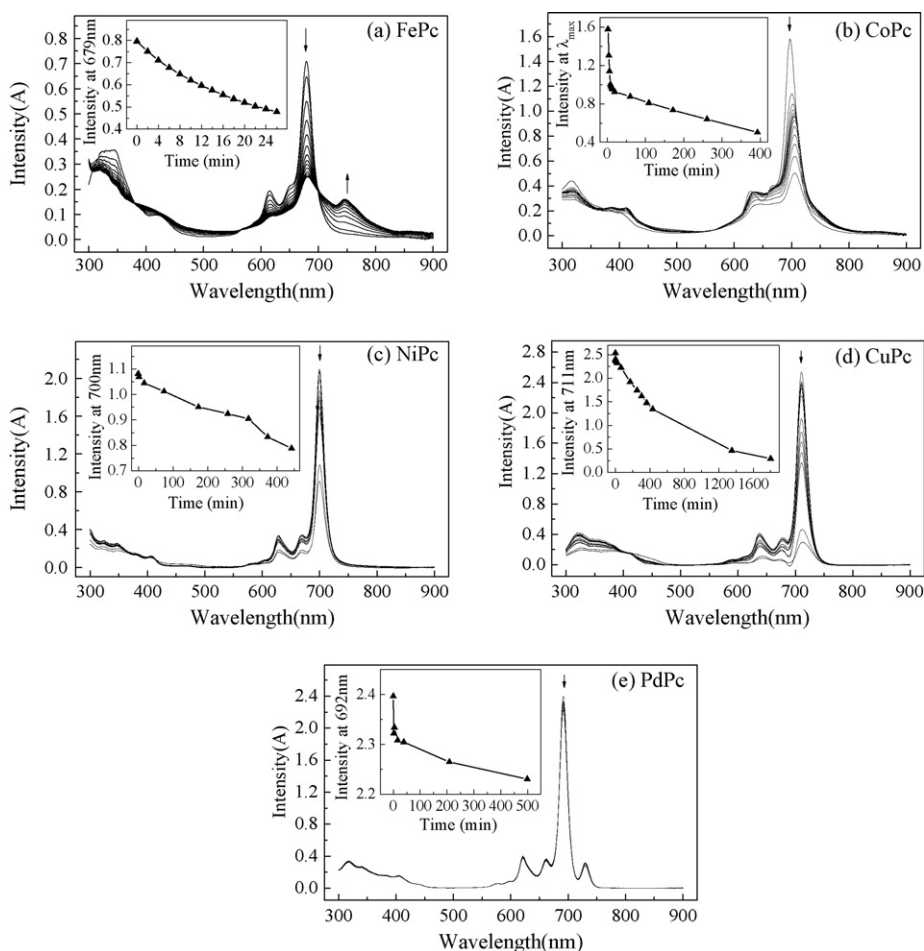 (a) FePc
Intensity at 679nm
0.8
0.7
0.6
0.5
0.4
0 4 8 12 16 20 24
Time (min)
Intensity(A)
0.8
0.7
0.6
0.5
0.4
0.3
0.2
0.1
0.0
300 400 500 600 700 800 900
Wavelength(nm)
(b) CoPc
Intensity at λmax
1.6
1.2
0.8
0.4
0 100 200 300 400
Time (min)
Intensity(A)
1.6
1.4
1.2
1.0
0.8
0.6
0.4
0.2
0.0
300 400 500 600 700 800 900
Wavelength(nm)
(c) NiPc
Intensity at 700nm
1.1
1.0
0.9
0.8
0.7
0 100 200 300 400
Time (min)
Intensity(A)
2.0
1.6
1.2
0.8
0.4
0.0
300 400 500 600 700 800 900
Wavelength(nm)
(d) CuPc
Intensity at 711nm
2.5
2.0
1.5
1.0
0.5
0.0
0 400 800 1200 1600
Time (min)
Intensity(A)
2.8
2.4
2.0
1.6
1.2
0.8
0.4
0.0
300 400 500 600 700 800 900
Wavelength(nm)
(e) PdPc
Intensity at 692nm
2.4
2.3
2.2
0 100 200 300 400 500
Time (min)
Intensity(A)
2.4
2.0
1.6
1.2
0.8
0.4
0.0
300 400 500 600 700 800 900
Wavelength(nm)